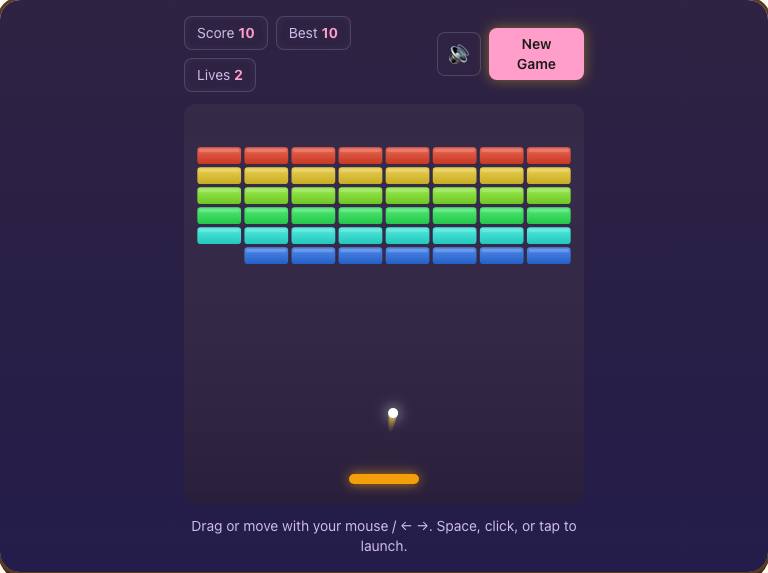 Score 10
Best 10
Lives 2
New
Game
Drag or move with your mouse / ← →. Space, click, or tap to
launch.